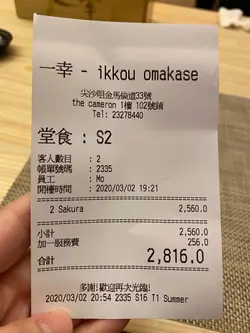 一幸 - ikkou omakase
尖沙咀金馬倫道33號
the cameron 1樓 102號鋪
Tel: 23278440
堂食 : S2
客人數目 : 2
帳單號碼 : 2335
員工 : Mo
開檯時間 : 2020/03/02 19:21
2 Sakura 2,560.0
小計 2,560.0
加一服務費 256.0
合計 2,816.0
多謝!歡迎再次光臨!
2020/03/02 20:54 2335 S16 T1 Summer